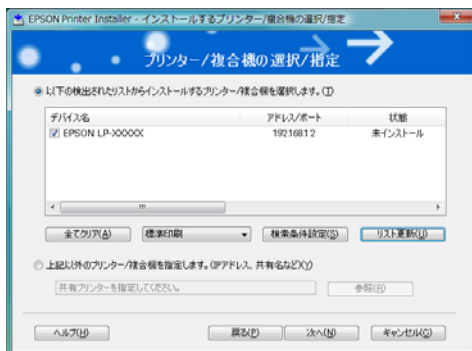 EPSON Printer Installer - インストールするプリンター/複合機の選択/指定
プリンター/複合機の選択/指定
以下の検出されたリストからインストールするプリンター/複合機を選択します。(T)
デバイス名 アドレス/ポート 状態
EPSON LP-XXXXX 192.168.1.2 未インストール
全てクリア(A) 標準印刷 検索条件設定(S) リスト更新(U)
上記以外のプリンター/複合機を指定します。(IPアドレス、共有名など)(Y)
共有プリンターを指定してください。 参照(R)
ヘルプ(H) 戻る(P) 次へ(N) キャンセル(C)